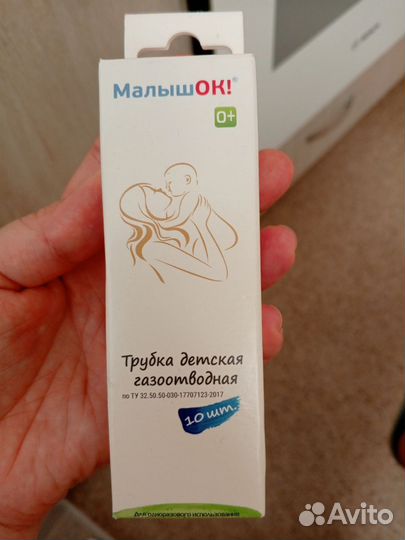 МалышОК!®
0+
Трубка детская
газоотводная
по ТУ 32.50.50-030-17707123-2017
10 шт.
Для одноразового использования
Avito